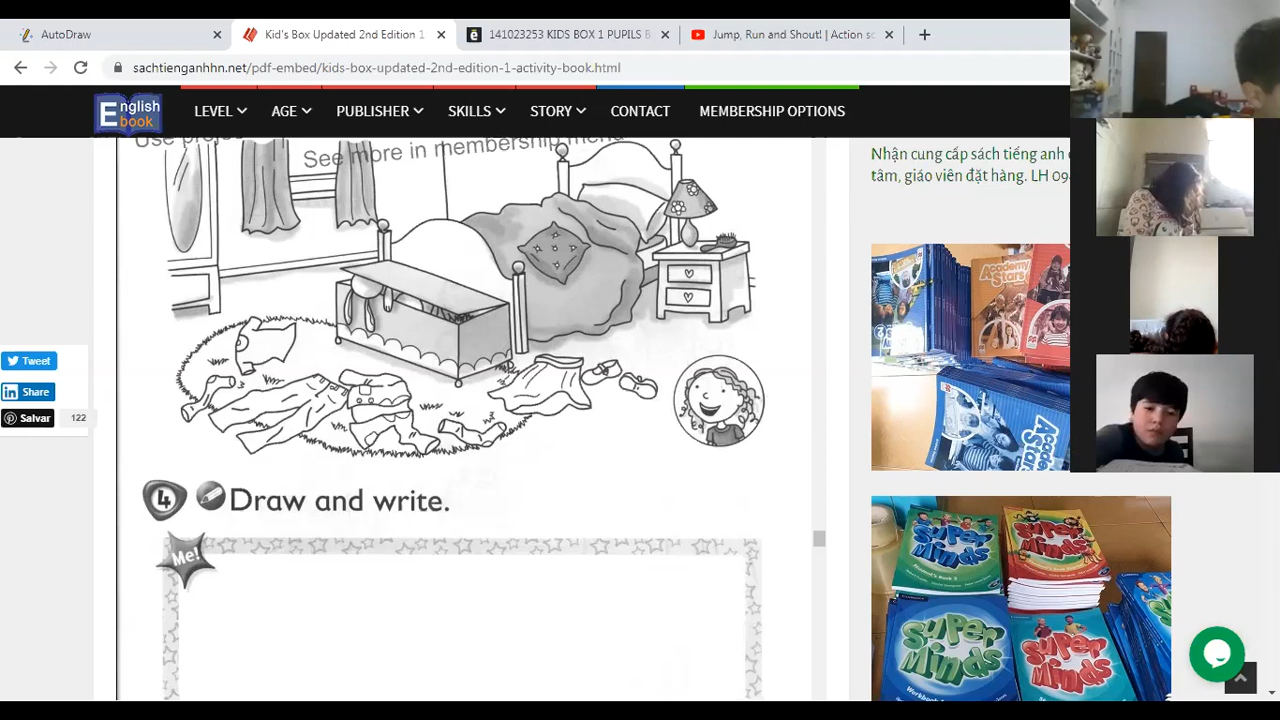 AutoDraw
Kid's Box Updated 2nd Edition 1
141023253 KIDS BOX 1 PUPILS B
Jump, Run and Shout! | Action so
sachtienganhhn.net/pdf-embed/kids-box-updated-2nd-edition-1-activity-book.html
English
book
LEVEL
AGE
PUBLISHER
SKILLS
STORY
CONTACT
MEMBERSHIP OPTIONS
See more in membership menu
Nhận cung cấp sách tiếng anh
tâm, giáo viên đặt hàng. LH 09
Tweet
Share
Salvar
122
4 Draw and write.
Me!
Academy
Stars
Academy
Stars
Super
Minds
Super
Minds
Super
Minds
Super
Minds